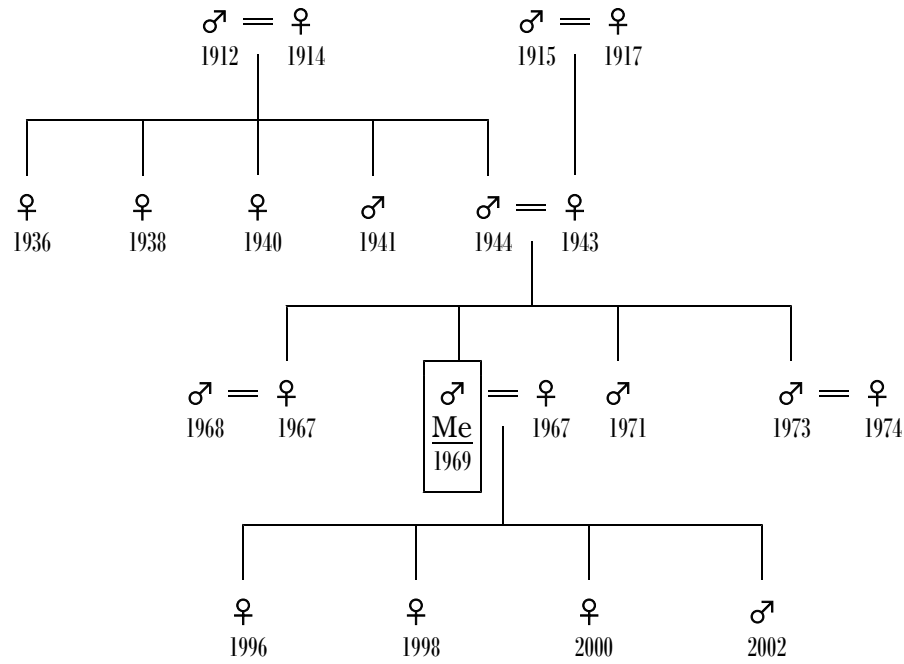 ♂ ═ ♀ ♂ ═ ♀
1912 1914 1915 1917
♀ ♀ ♀ ♂ ♂ ═ ♀
1936 1938 1940 1941 1944 1943
♂ ═ ♀ ♂ ═ ♀ ♂ ♂ ═ ♀
1968 1967 Me 1967 1971 1973 1974
1969
♀ ♀ ♀ ♂
1996 1998 2000 2002